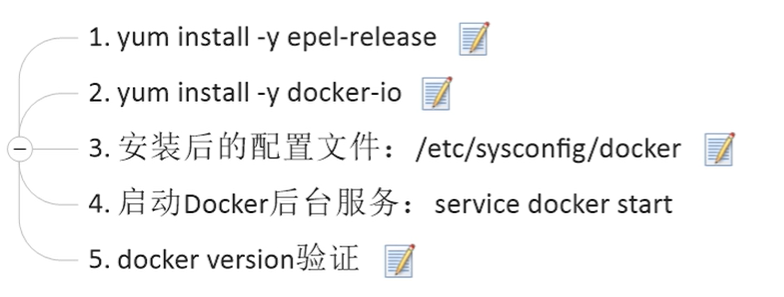 1. yum install -y epel-release
2. yum install -y docker-io
3. 安装后的配置文件：/etc/sysconfig/docker
4. 启动Docker后台服务：service docker start
5. docker version验证